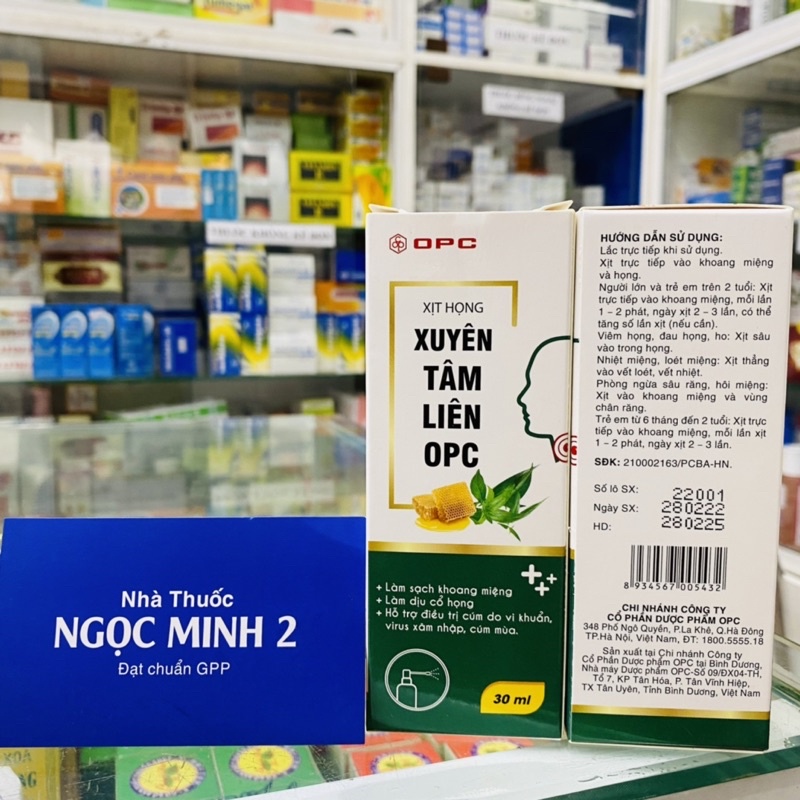 THUỐC KHÔNG KÊ ĐƠN
OPC
XỊT HỌNG
XUYÊN
TÂM
LIÊN
OPC
+ Làm sạch khoang miệng
+ Làm dịu cổ họng
+ Hỗ trợ điều trị cúm do vi khuẩn,
virus xâm nhập, cúm mùa.
30 ml
HƯỚNG DẪN SỬ DỤNG:
Lắc trực tiếp khi sử dụng.
Xịt trực tiếp vào khoang miệng
và họng.
Người lớn và trẻ em trên 2 tuổi: Xịt
trực tiếp vào khoang miệng, mỗi lần
1 - 2 phát, ngày xịt 2 - 3 lần, có thể
tăng số lần xịt (nếu cần).
Viêm họng, đau họng, ho: Xịt sâu
vào trong họng.
Nhiệt miệng, loét miệng: Xịt thẳng
vào vết loét, vết nhiệt.
Phòng ngừa sâu răng, hôi miệng:
Xịt vào khoang miệng và vùng
chân răng.
Trẻ em từ 6 tháng đến 2 tuổi: Xịt trực
tiếp vào khoang miệng, mỗi lần xịt
1 - 2 phát, ngày xịt 2 - 3 lần.
SĐK: 210002163/PCBA-HN.
Số lô SX: 22001
Ngày SX: 280222
HD: 280225
8 934567 005432
CHI NHÁNH CÔNG TY
CỔ PHẦN DƯỢC PHẨM OPC
348 Phố Ngô Quyền, P.La Khê, Q.Hà Đông
TP.Hà Nội, Việt Nam, ĐT: 1800.5555.18
Sản xuất tại Chi nhánh Công ty
Cổ Phần Dược phẩm OPC tại Bình Dương,
Nhà máy Dược phẩm OPC-Số 09/ĐX04-TH,
Tổ 7, KP Tân Hóa, P. Tân Vĩnh Hiệp,
TX Tân Uyên, Tỉnh Bình Dương, Việt Nam
Nhà Thuốc
NGỌC MINH 2
Đạt chuẩn GPP